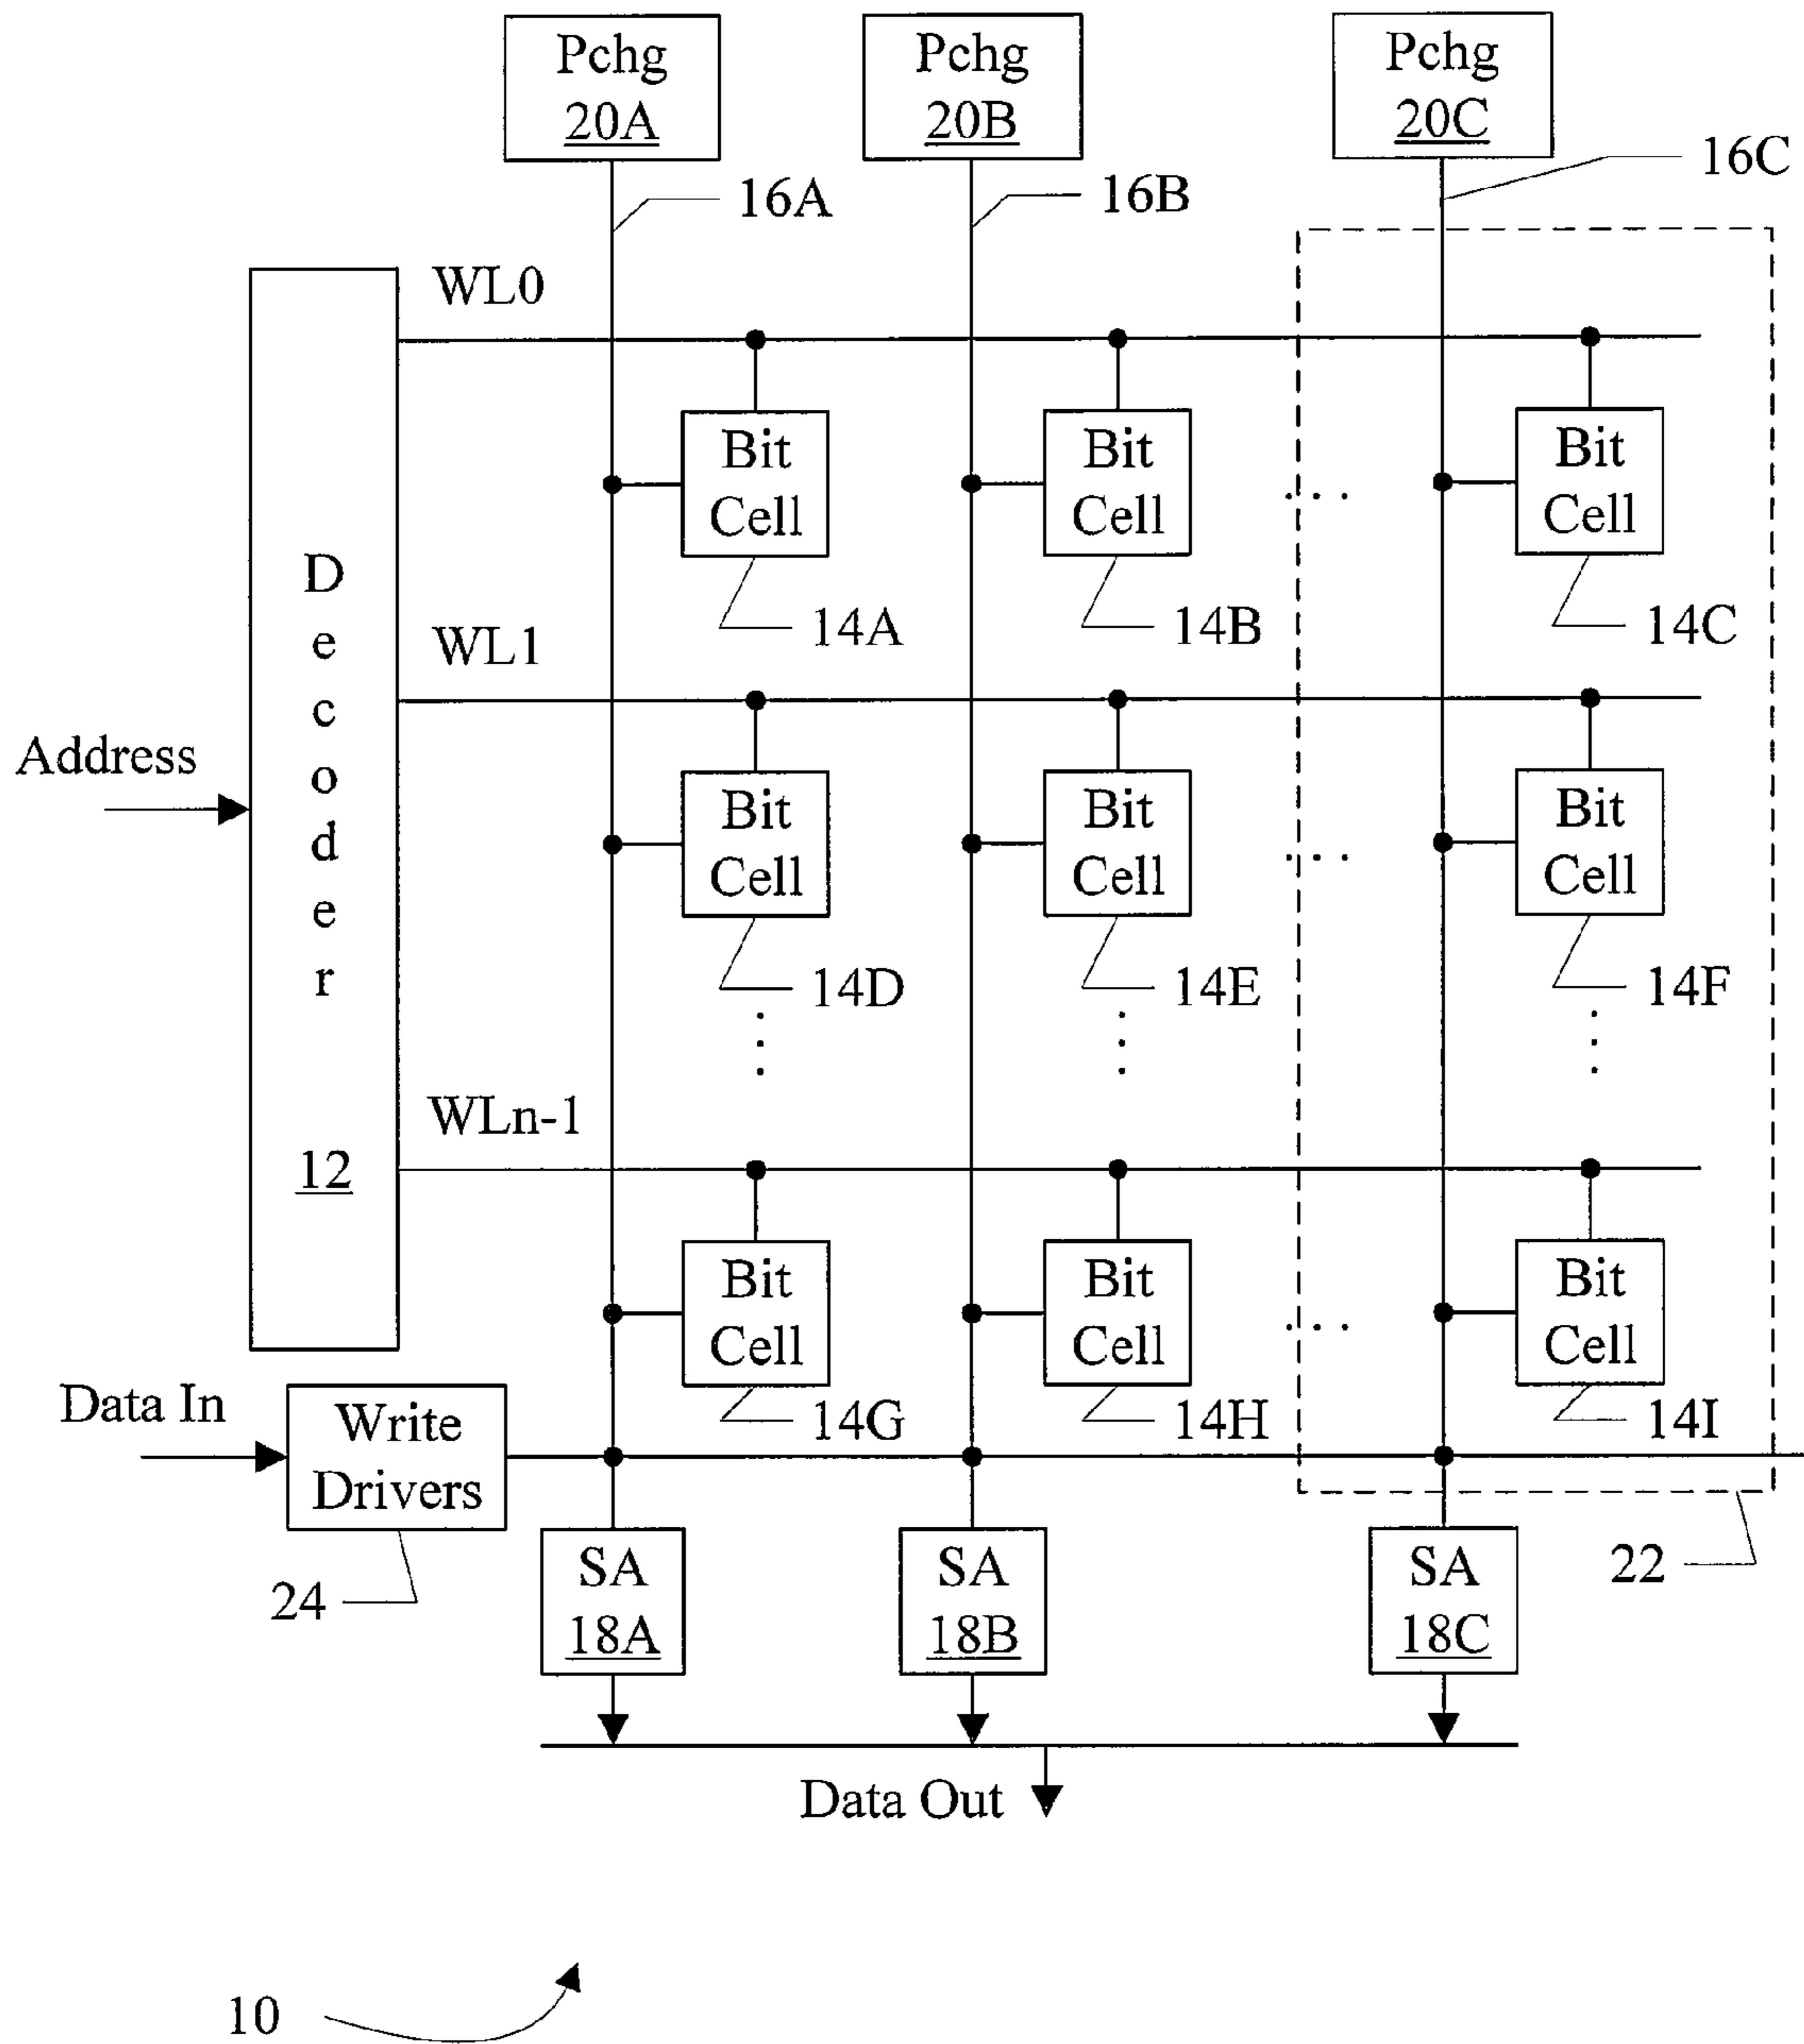 Pchg
20A
Pchg
20B
Pchg
20C
16A
16B
16C
WL0
Bit
Cell
Bit
Cell
Bit
Cell
...
14A
14B
14C
WL1
D
e
c
o
d
e
r
12
Address
Bit
Cell
Bit
Cell
Bit
Cell
...
14D
14E
14F
WLn-1
Bit
Cell
Bit
Cell
Bit
Cell
...
14G
14H
14I
Data In
Write
Drivers
24
22
SA
18A
SA
18B
SA
18C
Data Out
10